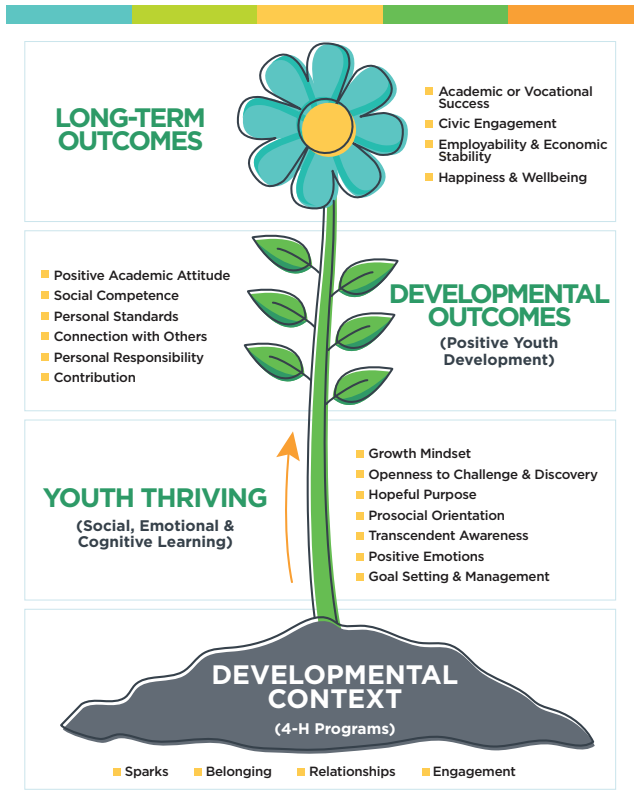 LONG-TERM
OUTCOMES
Academic or Vocational
Success
Civic Engagement
Employability & Economic
Stability
Happiness & Wellbeing
Positive Academic Attitude
Social Competence
Personal Standards
Connection with Others
Personal Responsibility
Contribution
DEVELOPMENTAL
OUTCOMES
(Positive Youth
Development)
YOUTH THRIVING
(Social, Emotional &
Cognitive Learning)
Growth Mindset
Openness to Challenge & Discovery
Hopeful Purpose
Prosocial Orientation
Transcendent Awareness
Positive Emotions
Goal Setting & Management
DEVELOPMENTAL
CONTEXT
(4-H Programs)
Sparks Belonging Relationships Engagement